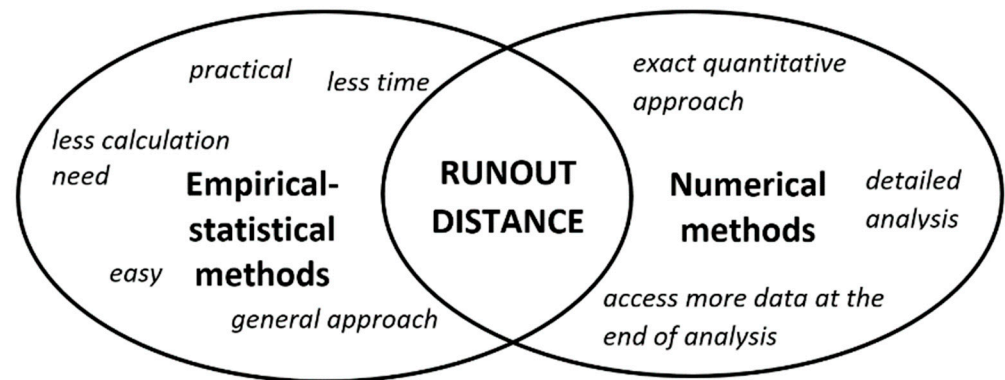 practical
less time
less calculation
need
Empirical-
statistical
methods
easy
general approach
RUNOUT
DISTANCE
exact quantitative
approach
Numerical
methods
detailed
analysis
access more data at the
end of analysis